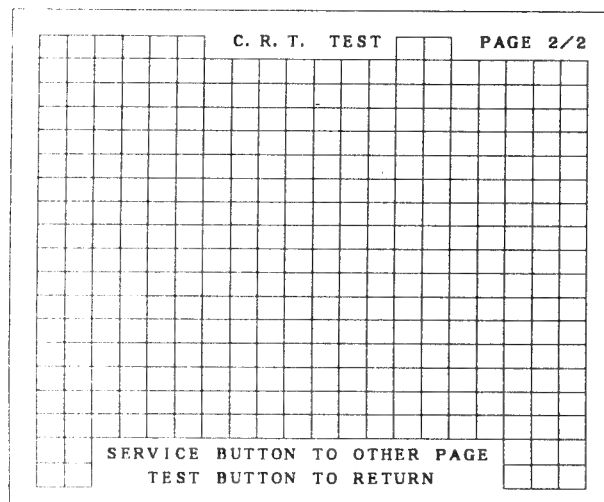 C. R. T. TEST PAGE 2/2
SERVICE BUTTON TO OTHER PAGE
TEST BUTTON TO RETURN